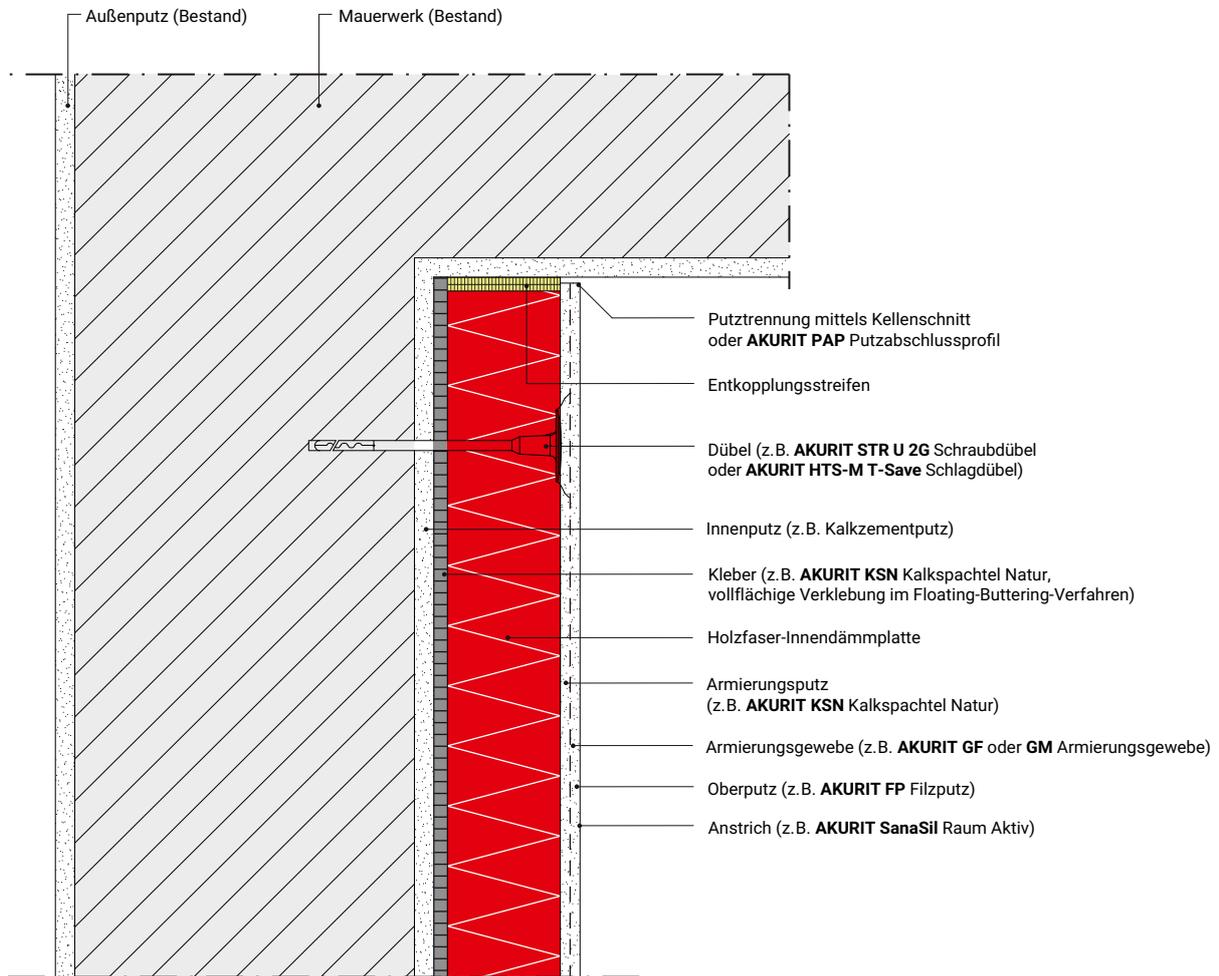 Außenputz (Bestand)
Mauerwerk (Bestand)
Putztrennung mittels Kellenschnitt
oder AKURIT PAP Putzabschlussprofil
Entkopplungsstreifen
Dübel (z.B. AKURIT STR U 2G Schraubdübel
oder AKURIT HTS-M T-Save Schlagdübel)
Innenputz (z.B. Kalkzementputz)
Kleber (z.B. AKURIT KSN Kalkspachtel Natur,
vollflächige Verklebung im Floating-Buttering-Verfahren)
Holzfaser-Innendämmplatte
Armierungsputz
(z.B. AKURIT KSN Kalkspachtel Natur)
Armierungsgewebe (z.B. AKURIT GF oder GM Armierungsgewebe)
Oberputz (z.B. AKURIT FP Filzputz)
Anstrich (z.B. AKURIT SanaSil Raum Aktiv)